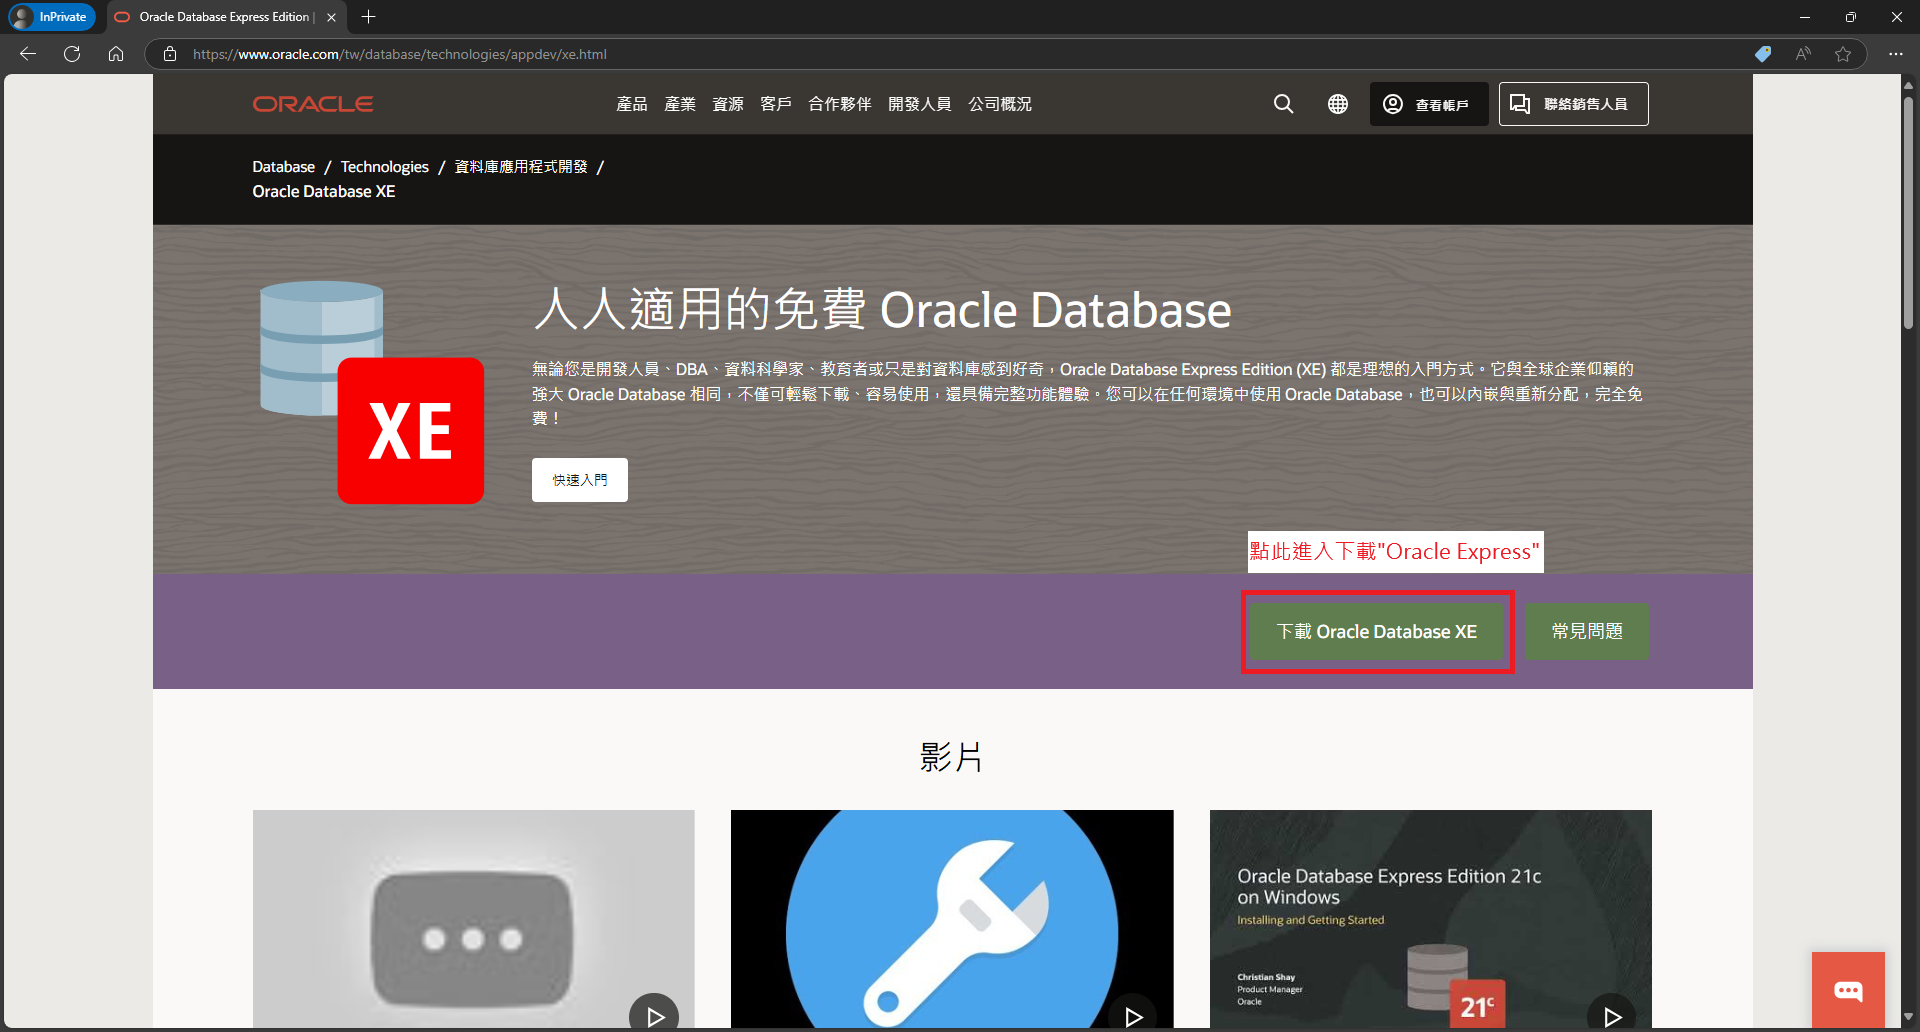 InPrivate
Oracle Database Express Edition |
https://www.oracle.com/tw/database/technologies/appdev/xe.html
ORACLE
產品 產業 資源 客戶 合作夥伴 開發人員 公司概況
查看帳戶
聯絡銷售人員
Database / Technologies / 資料庫應用程式開發 /
Oracle Database XE
XE
人人適用的免費 Oracle Database
無論您是開發人員、DBA、資料科學家、教育者或只是對資料庫感到好奇，Oracle Database Express Edition (XE) 都是理想的入門方式。它與全球企業仰賴的
強大 Oracle Database 相同，不僅可輕鬆下載、容易使用，還具備完整功能體驗。您可以在任何環境中使用 Oracle Database，也可以內嵌與重新分配，完全免
費！
快速入門
點此進入下載"Oracle Express"
下載 Oracle Database XE
常見問題
影片
Oracle Database Express Edition 21c
on Windows
Installing and Getting Started
Christian Shay
Product Manager
Oracle
21c